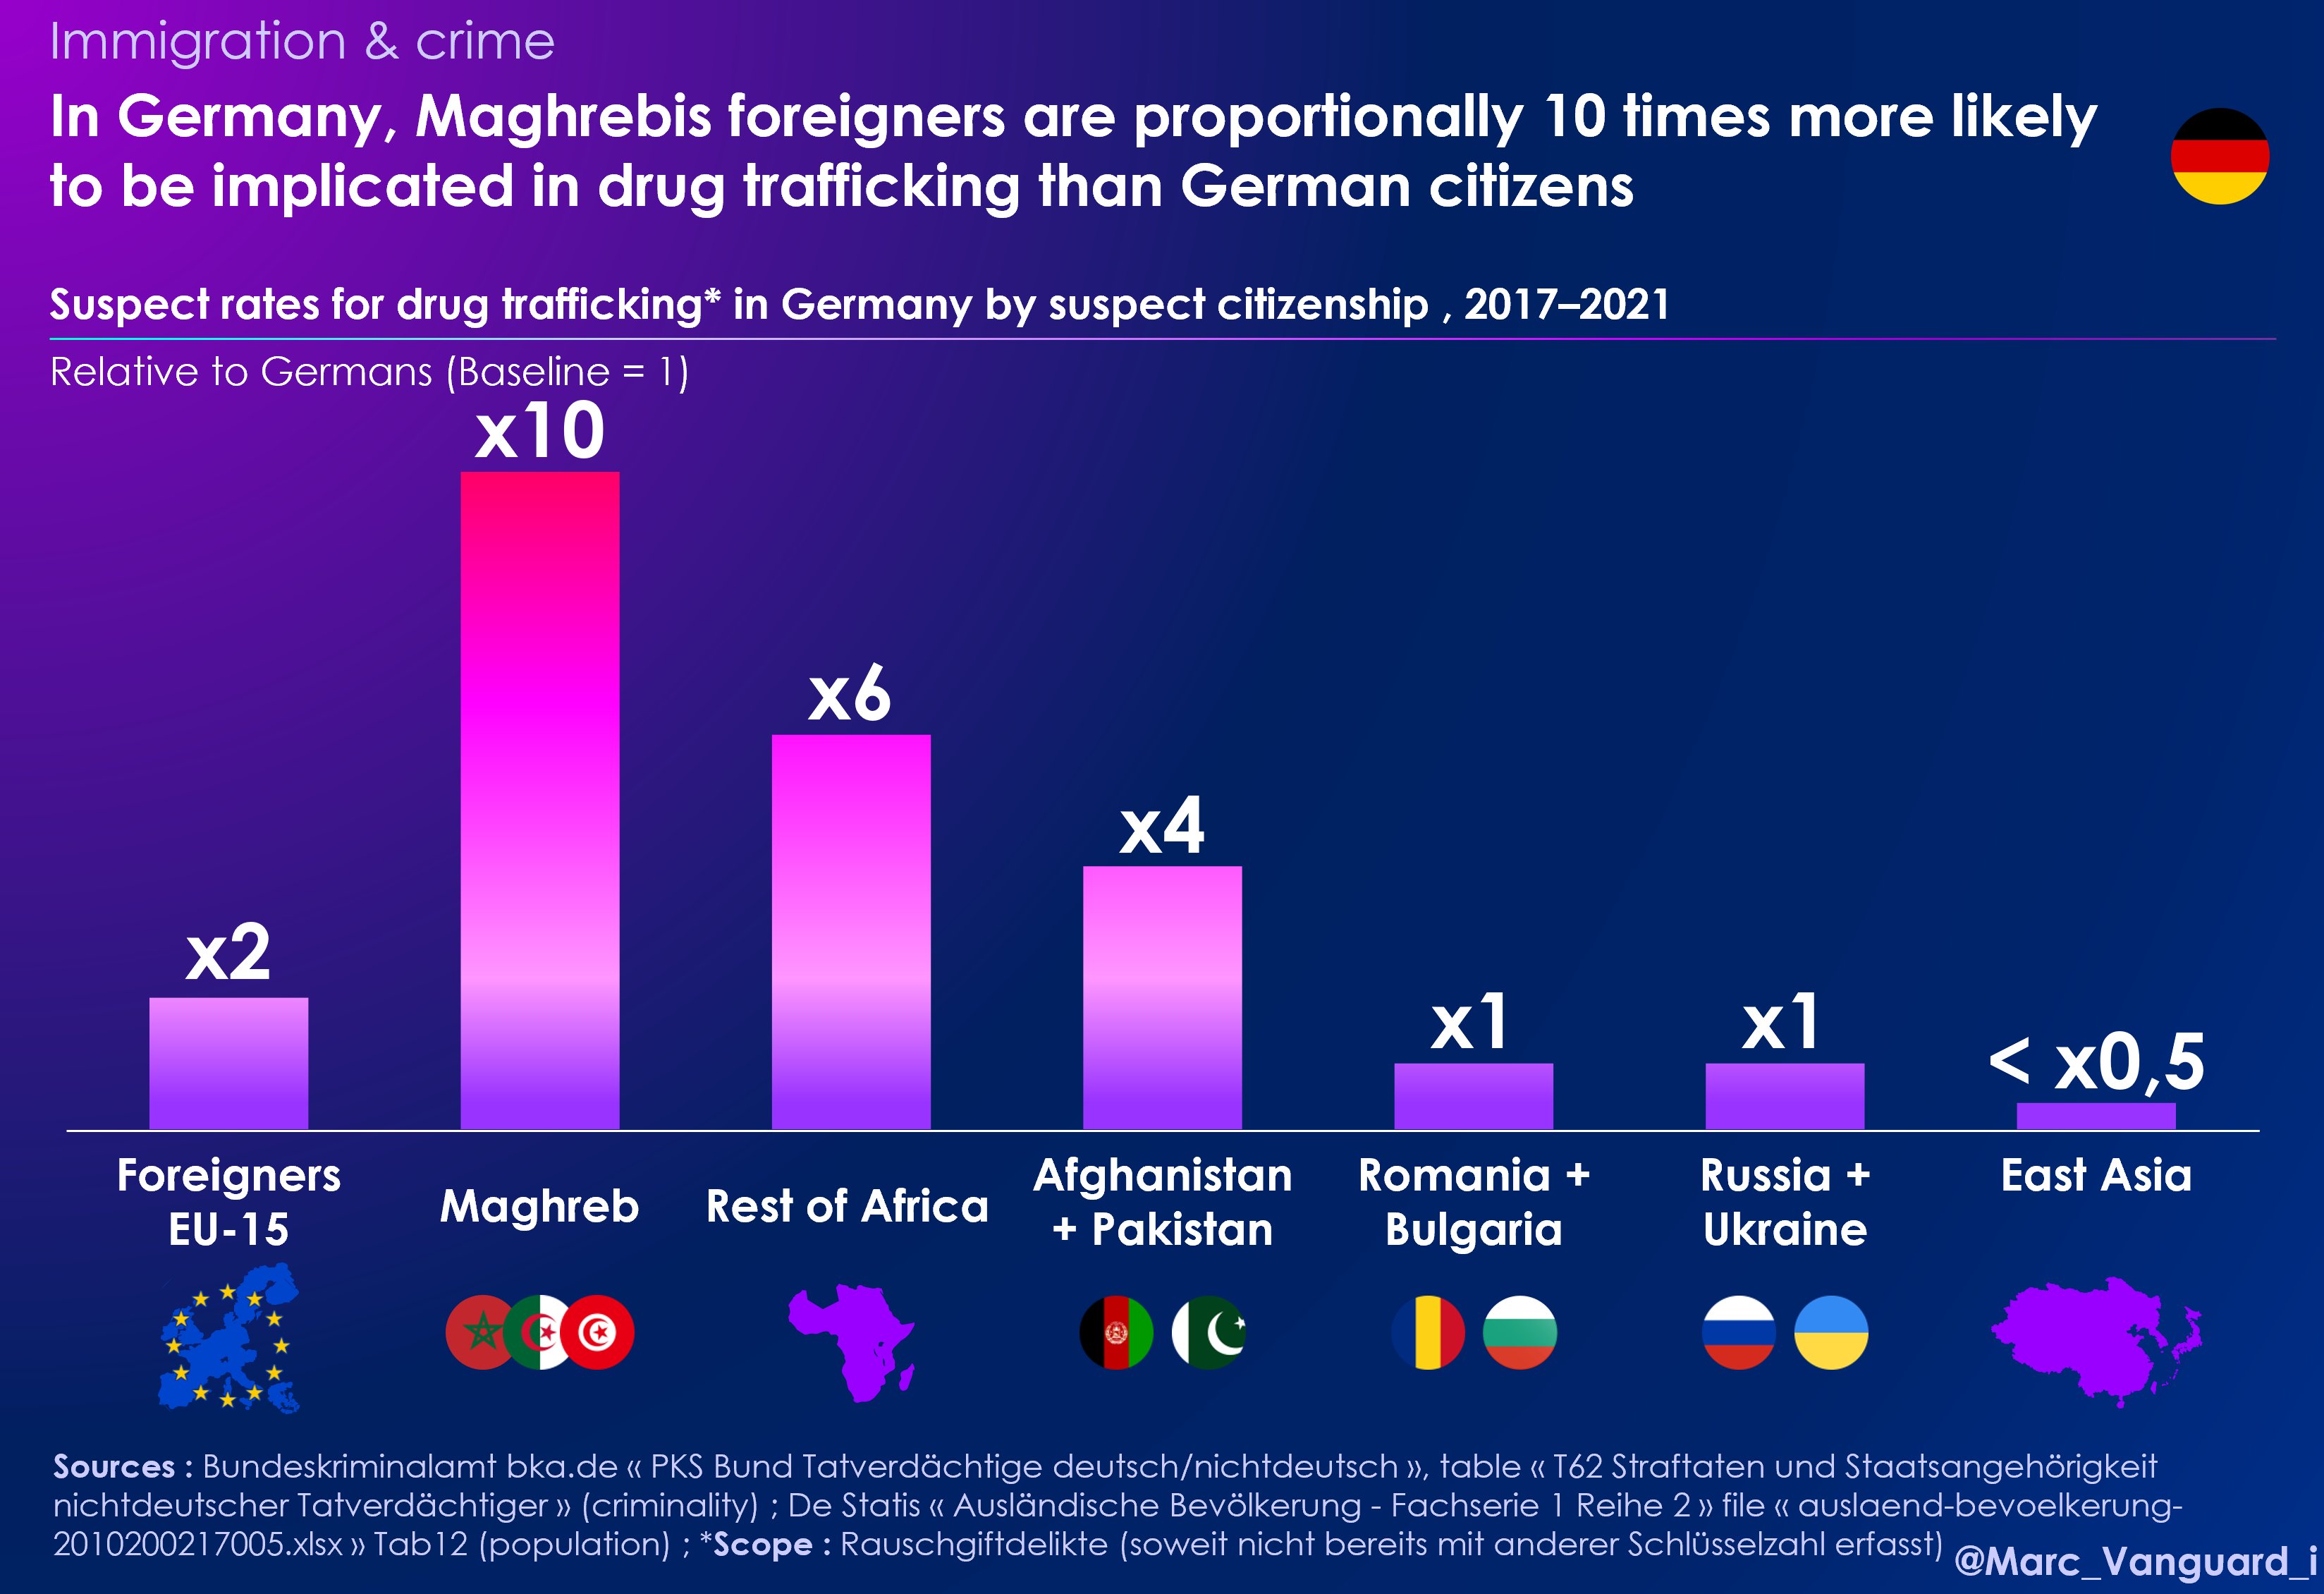 Immigration & crime
In Germany, Maghrebis foreigners are proportionally 10 times more likely
to be implicated in drug trafficking than German citizens
Suspect rates for drug trafficking* in Germany by suspect citizenship , 2017–2021
Relative to Germans (Baseline = 1)
x10
x6
x4
x2
x1
x1
< x0,5
Foreigners
EU-15
Maghreb
Rest of Africa
Afghanistan
+ Pakistan
Romania +
Bulgaria
Russia +
Ukraine
East Asia
Sources : Bundeskriminalamt bka.de « PKS Bund Tatverdächtige deutsch/nichtdeutsch », table « T62 Straftaten und Staatsangehörigkeit
nichtdeutscher Tatverdächtiger » (criminality) ; De Statis « Ausländische Bevölkerung - Fachserie 1 Reihe 2 » file « auslaend-bevoelkerung-
2010200217005.xlsx » Tab12 (population) ; *Scope : Rauschgiftdelikte (soweit nicht bereits mit anderer Schlüsselzahl erfasst)
@Marc_Vanguard_i